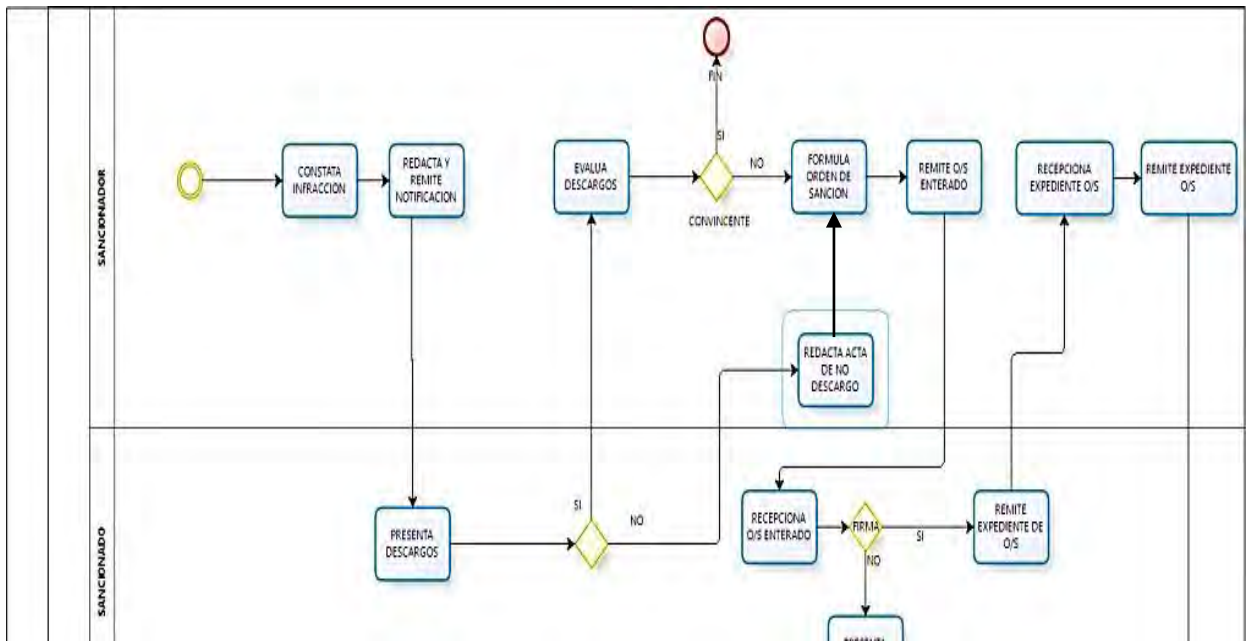 SANCIONADOR
CONSTATA
INFRACCION
REDACTA Y
REMITE
NOTIFICACION
EVALUA
DESCARGOS
FIN
SI
NO
CONVINCENTE
FORMULA
ORDEN DE
SANCION
REMITE O/S
ENTERADO
RECEPCIONA
EXPEDIENTE O/S
REMITE EXPEDIENTE
O/S
REDACTA ACTA
DE NO
DESCARGO
SANCIONADO
PRESENTA
DESCARGOS
SI
NO
RECEPCIONA
O/S ENTERADO
FIRMA
SI
NO
REMITE
EXPEDIENTE DE
O/S
PRESENTA